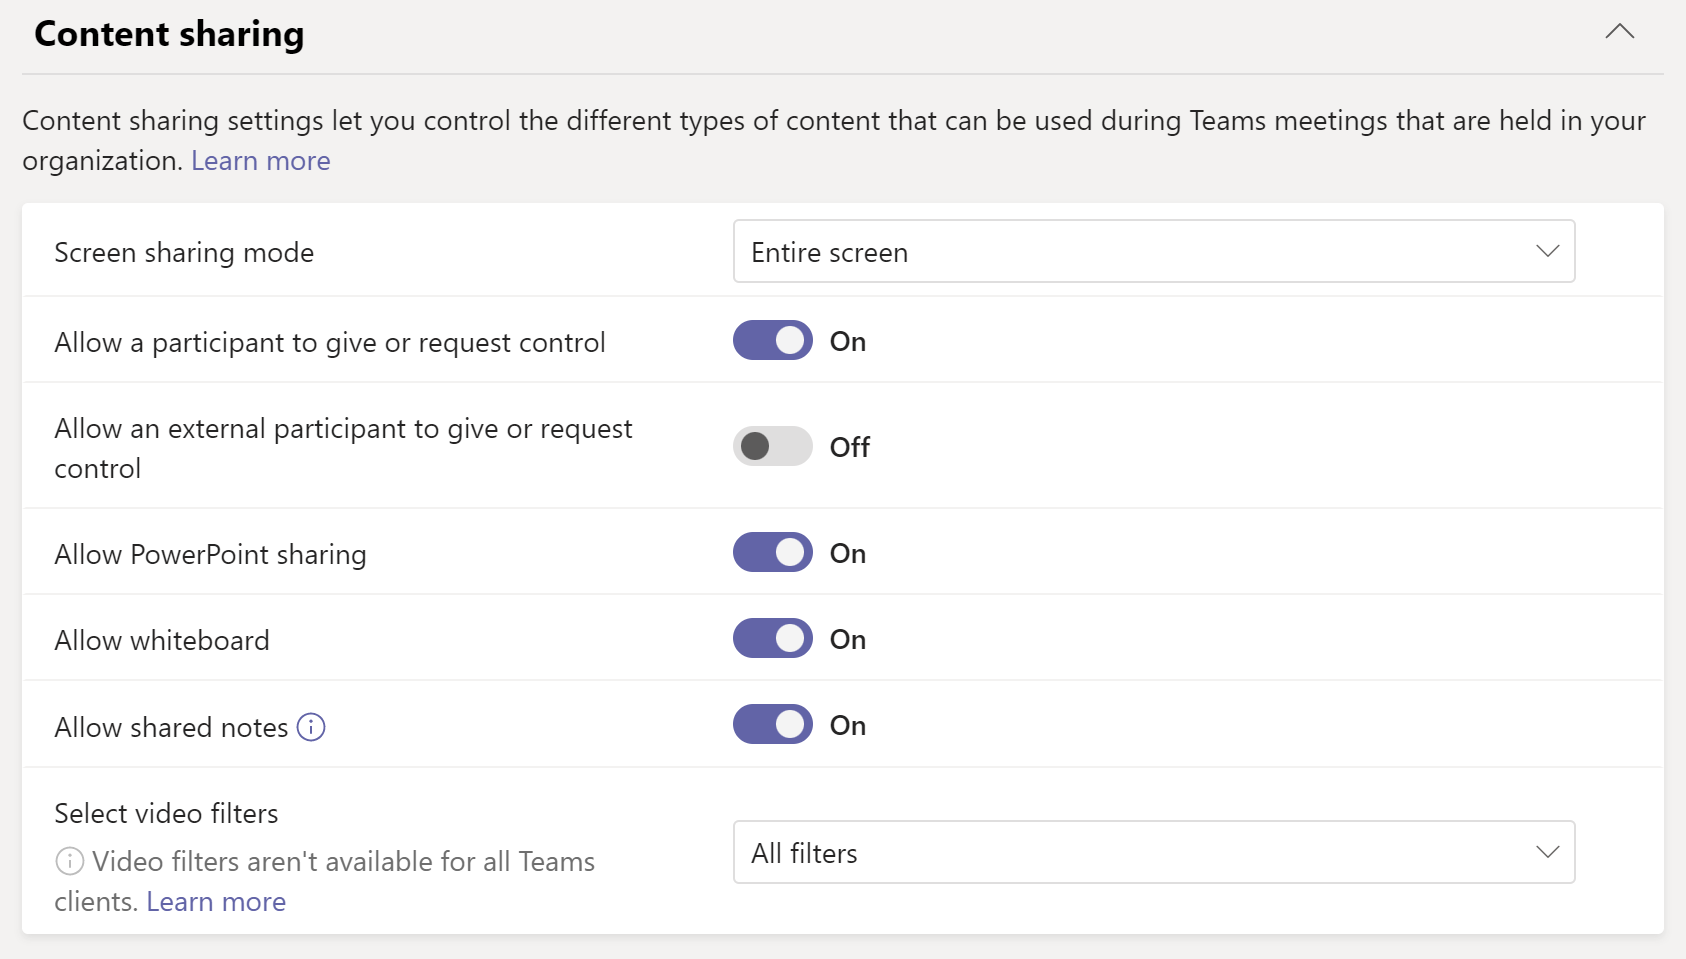 Content sharing
Content sharing settings let you control the different types of content that can be used during Teams meetings that are held in your
organization. Learn more
Screen sharing mode
Entire screen
Allow a participant to give or request control
On
Allow an external participant to give or request
control
Off
Allow PowerPoint sharing
On
Allow whiteboard
On
Allow shared notes
On
Select video filters
Video filters aren't available for all Teams
clients. Learn more
All filters